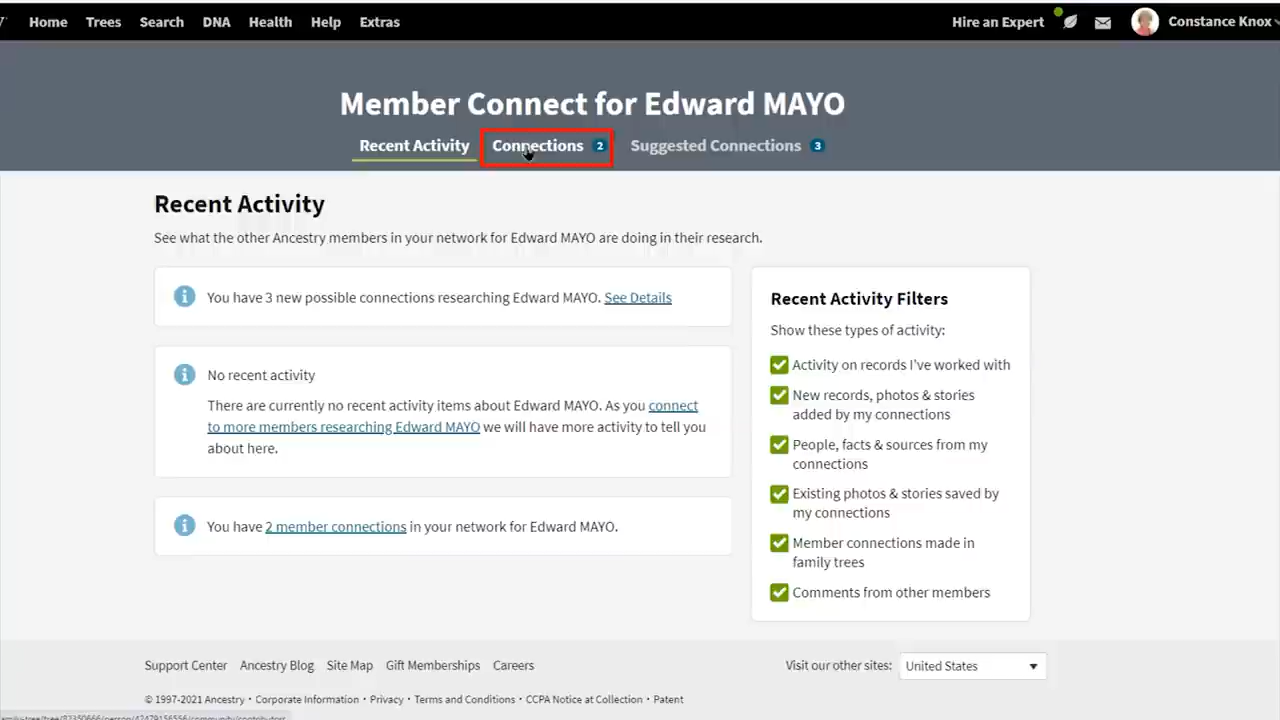 Home Trees Search DNA Health Help Extras Hire an Expert Constance Knox
Member Connect for Edward MAYO
Recent Activity Connections 2 Suggested Connections 3
Recent Activity
See what the other Ancestry members in your network for Edward MAYO are doing in their research.
You have 3 new possible connections researching Edward MAYO. See Details
No recent activity
There are currently no recent activity items about Edward MAYO. As you connect
to more members researching Edward MAYO we will have more activity to tell you
about here.
You have 2 member connections in your network for Edward MAYO.
Recent Activity Filters
Show these types of activity:
Activity on records I've worked with
New records, photos & stories
added by my connections
People, facts & sources from my
connections
Existing photos & stories saved by
my connections
Member connections made in
family trees
Comments from other members
Support Center Ancestry Blog Site Map Gift Memberships Careers
Visit our other sites: United States
© 1997-2021 Ancestry · Corporate Information · Privacy · Terms and Conditions · CCPA Notice at Collection · Patent